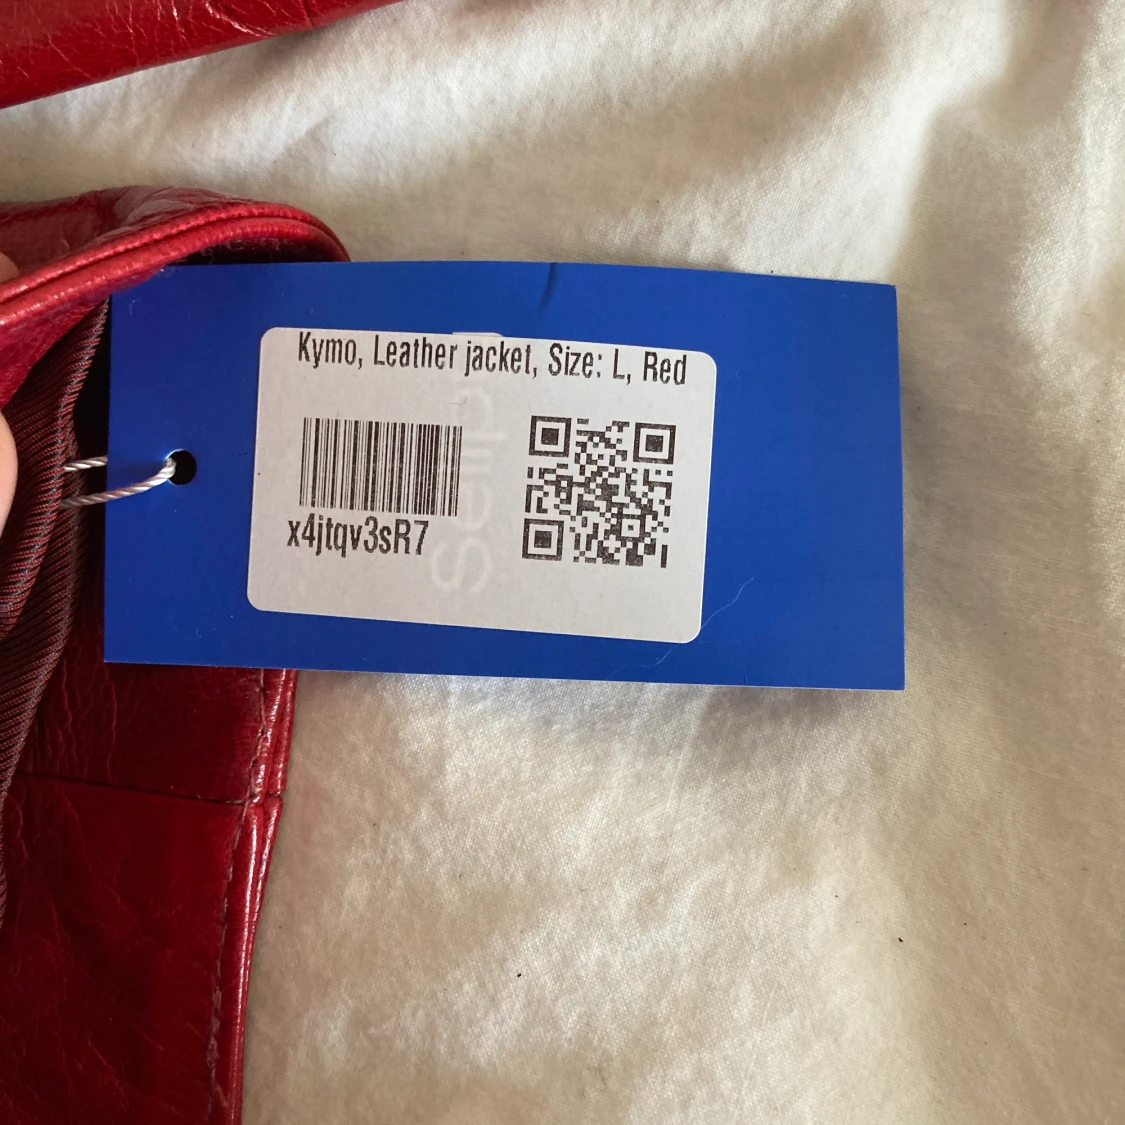 Kymo, Leather jacket, Size: L, Red
x4jtqv3sR7